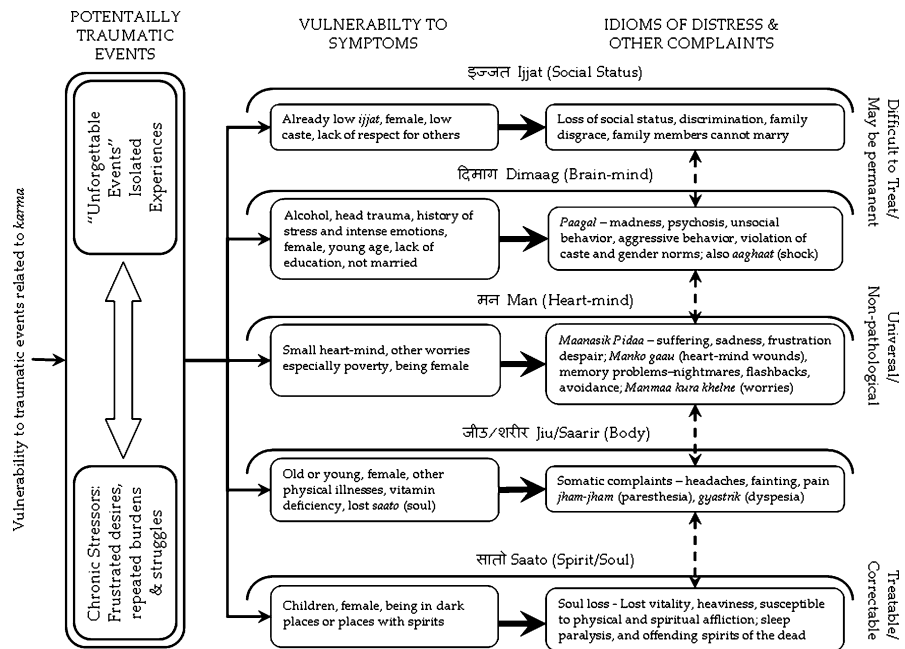 POTENTAILLY
TRAUMATIC
EVENTS
VULNERABILTY TO
SYMPTOMS
IDIOMS OF DISTRESS &
OTHER COMPLAINTS
Vulnerability to traumatic events related to karma
“Unforgettable
Events”
Isolated
Experiences
Chronic Stressors:
Frustrated desires,
repeated burdens
& struggles
इज्जत Ijjat (Social Status)
Already low ijjat, female, low
caste, lack of respect for others
Loss of social status, discrimination, family
disgrace, family members cannot marry
दिमाग Dimaag (Brain-mind)
Alcohol, head trauma, history of
stress and intense emotions,
female, young age, lack of
education, not married
Paagal – madness, psychosis, unsocial
behavior, aggressive behavior, violation of
caste and gender norms; also aaghaat (shock)
मन Man (Heart-mind)
Small heart-mind, other worries
especially poverty, being female
Maanasik Pidaa – suffering, sadness, frustration
despair; Manko gaau (heart-mind wounds),
memory problems–nightmares, flashbacks,
avoidance; Manmaa kura khelne (worries)
जीउ/शरीर Jiu/Saarir (Body)
Old or young, female, other
physical illnesses, vitamin
deficiency, lost saato (soul)
Somatic complaints – headaches, fainting, pain
jham-jham (paresthesia), gyastrik (dyspesia)
सातो Saato (Spirit/Soul)
Children, female, being in dark
places or places with spirits
Soul loss - Lost vitality, heaviness, susceptible
to physical and spiritual affliction; sleep
paralysis, and offending spirits of the dead
Difficult to Treat/
May be permanent
Universal/
Non-pathological
Treatable/
Correctable